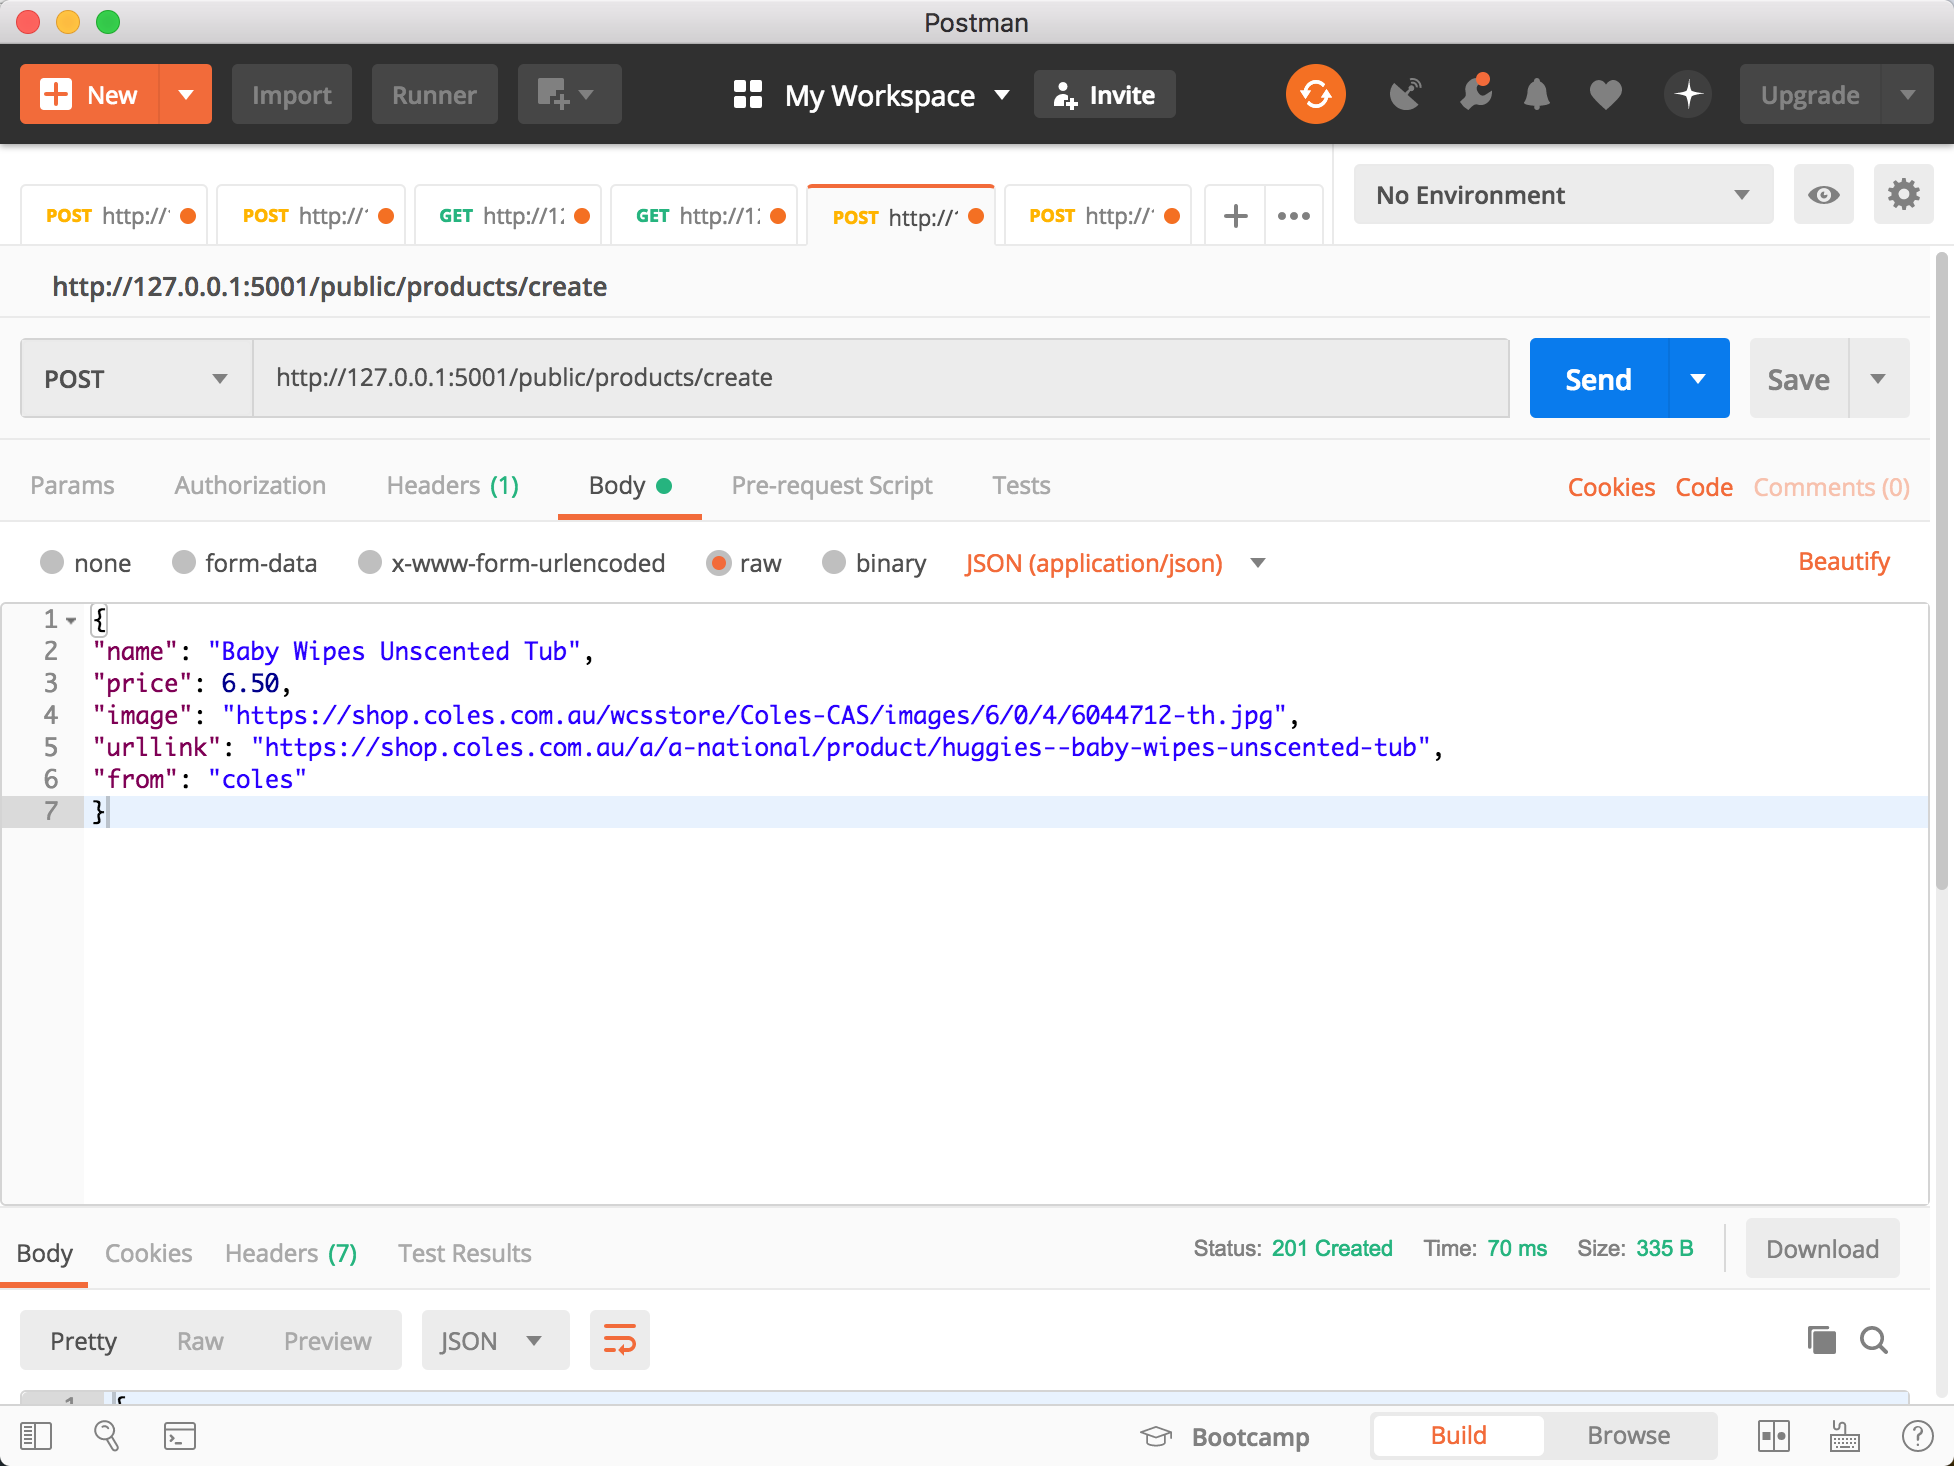 Postman
New
Import
Runner
My Workspace
Invite
Upgrade
POST http://
POST http://
GET http://12
GET http://12
POST http://
POST http://
No Environment
http://127.0.0.1:5001/public/products/create
POST
http://127.0.0.1:5001/public/products/create
Send
Save
Params
Authorization
Headers (1)
Body
Pre-request Script
Tests
Cookies
Code
Comments (0)
none
form-data
x-www-form-urlencoded
raw
binary
JSON (application/json)
Beautify
1 {
2 "name": "Baby Wipes Unscented Tub",
3 "price": 6.50,
4 "image": "https://shop.coles.com.au/wcsstore/Coles-CAS/images/6/0/4/6044712-th.jpg",
5 "urllink": "https://shop.coles.com.au/a/a-national/product/huggies--baby-wipes-unscented-tub",
6 "from": "coles"
7 }
Body
Cookies
Headers (7)
Test Results
Status: 201 Created
Time: 70 ms
Size: 335 B
Download
Pretty
Raw
Preview
JSON
1 {
Bootcamp
Build
Browse